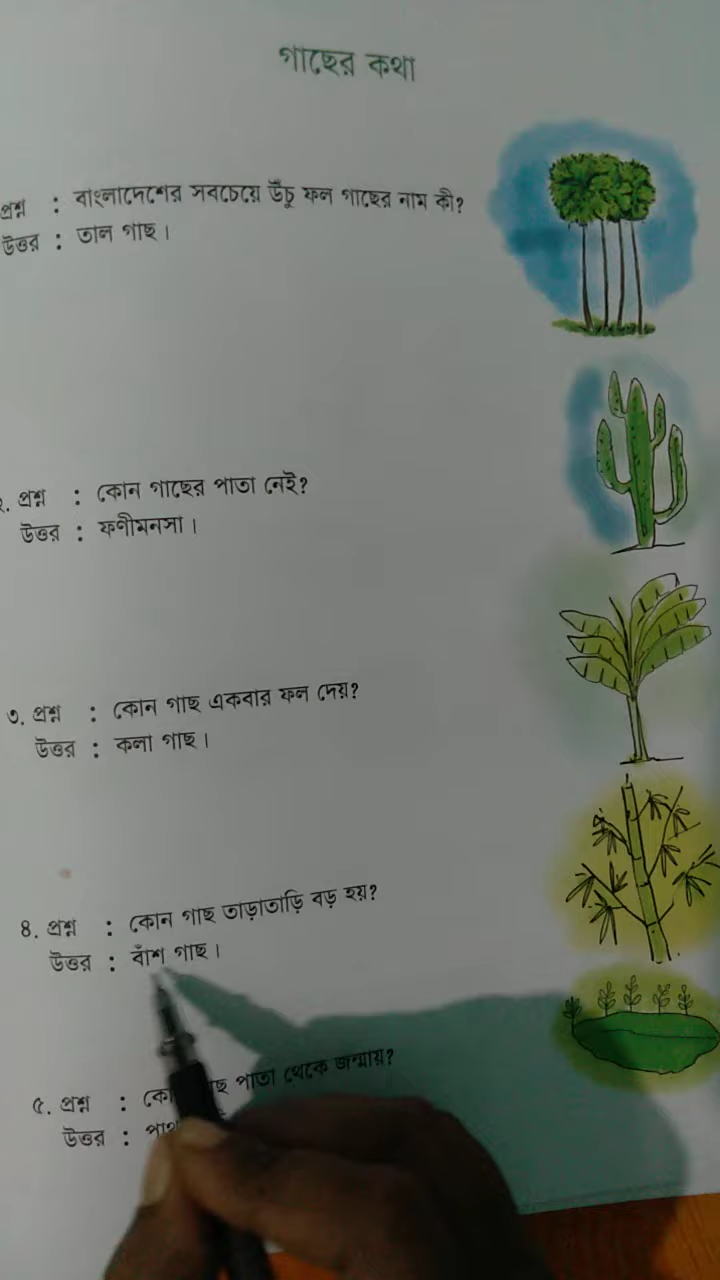 গাছের কথা
প্রশ্ন : বাংলাদেশের সবচেয়ে উঁচু ফল গাছের নাম কী?
উত্তর : তাল গাছ।
২. প্রশ্ন : কোন গাছের পাতা নেই?
উত্তর : ফণীমনসা।
৩. প্রশ্ন : কোন গাছ একবার ফল দেয়?
উত্তর : কলা গাছ।
৪. প্রশ্ন : কোন গাছ তাড়াতাড়ি বড় হয়?
উত্তর : বাঁশ গাছ।
৫. প্রশ্ন : পাতা থেকে জন্মায়?
উত্তর :